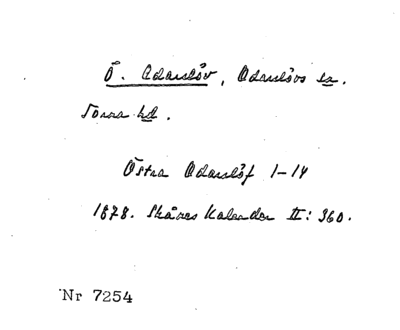 Ö. Odarslöv, Odarslövs sn.
Torna hd.
Östra Odarslöf 1-14
1878. Skånes Kalender II: 360.
Nr 7254